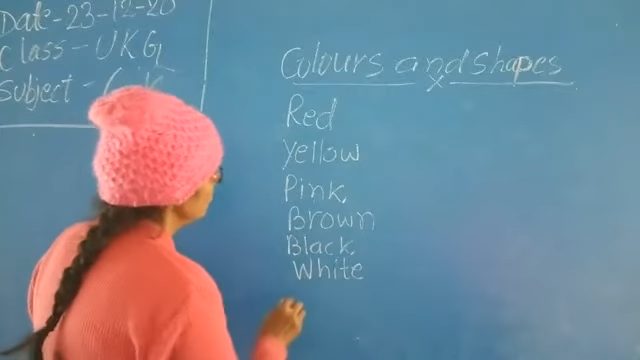 Date-23-12-20
Class-UKG
Subject-G.K
Colours and Shapes
Red
Yellow
Pink
Brown
Black
White